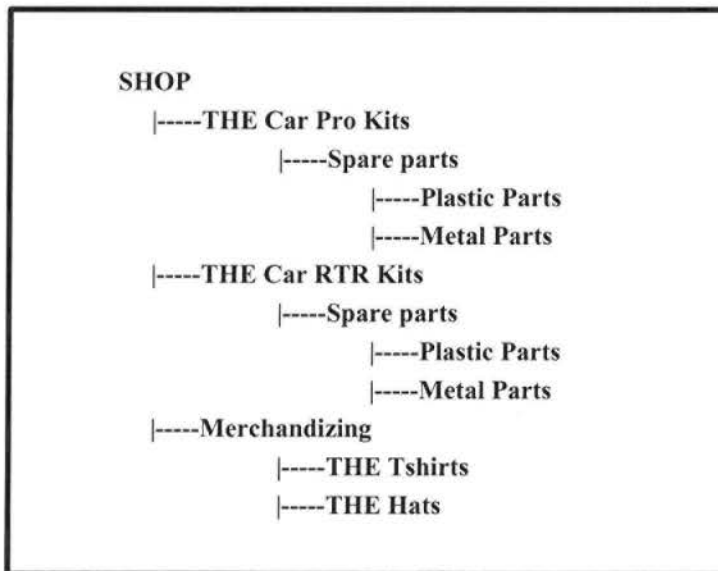 SHOP
|-----THE Car Pro Kits
|-----Spare parts
|-----Plastic Parts
|-----Metal Parts
|-----THE Car RTR Kits
|-----Spare parts
|-----Plastic Parts
|-----Metal Parts
|-----Merchandizing
|-----THE Tshirts
|-----THE Hats